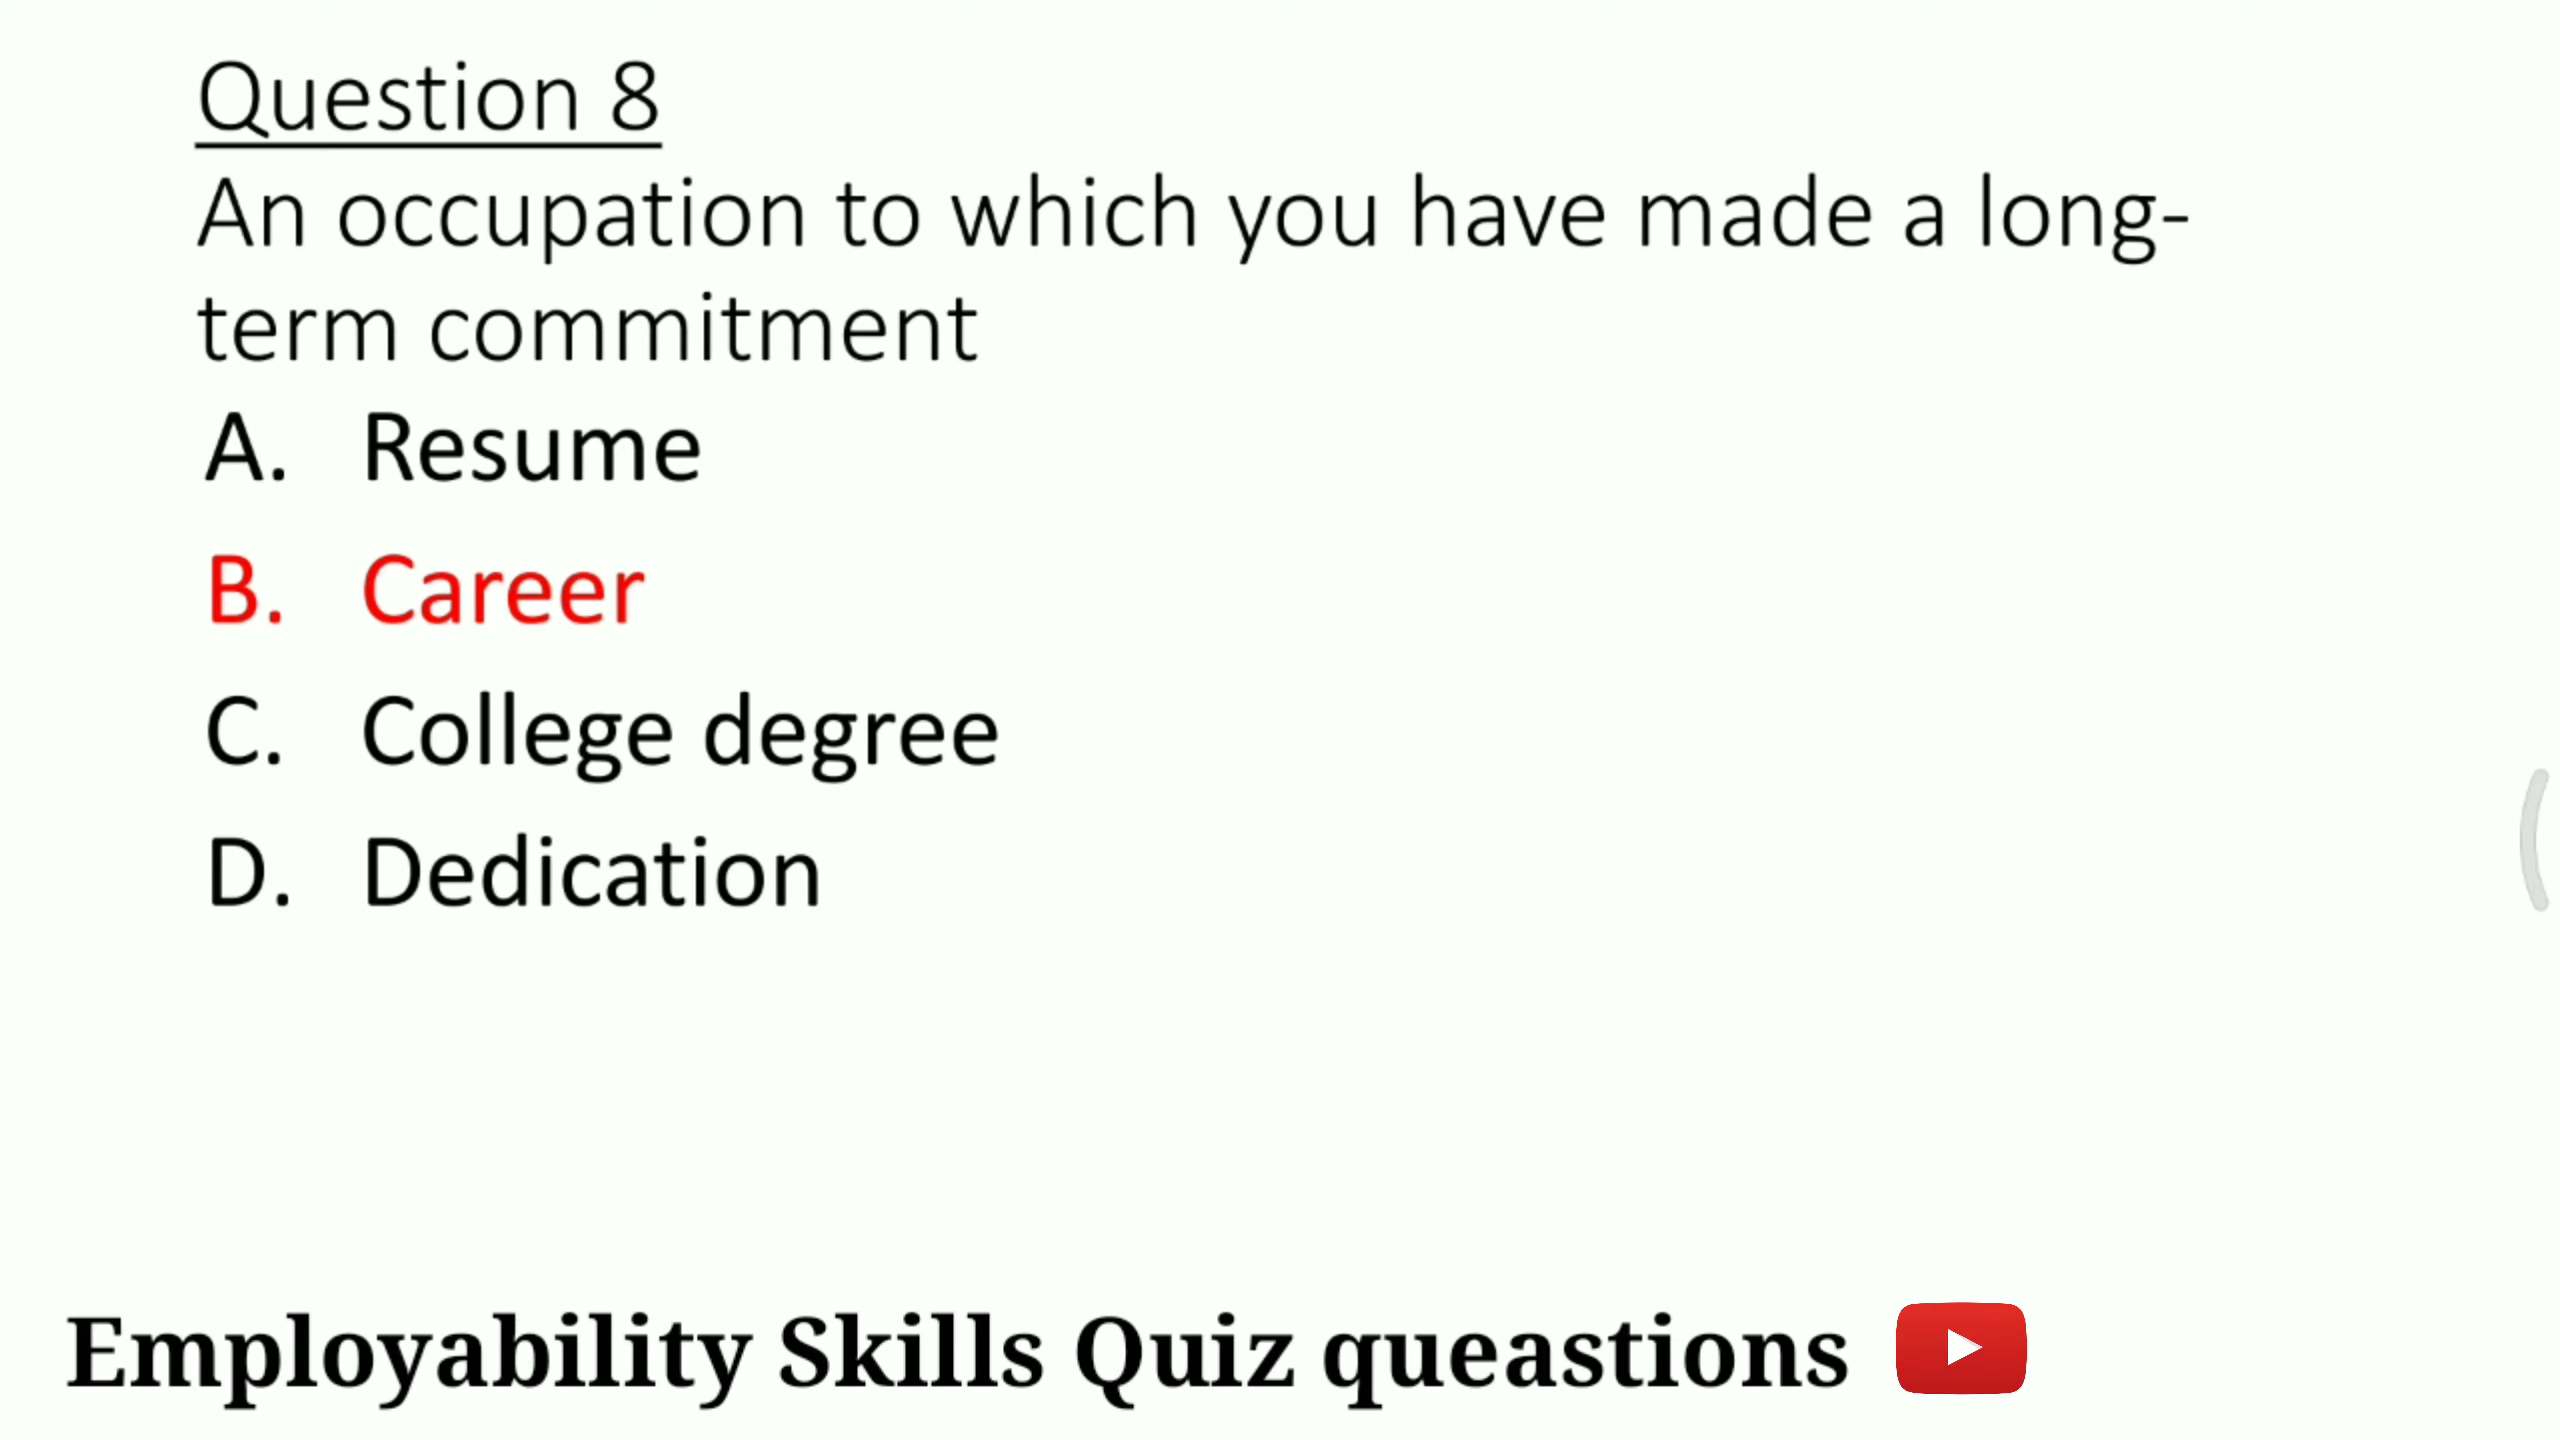 Question 8
An occupation to which you have made a long-
term commitment
A. Resume
B. Career
C. College degree
D. Dedication
Employability Skills Quiz queastions